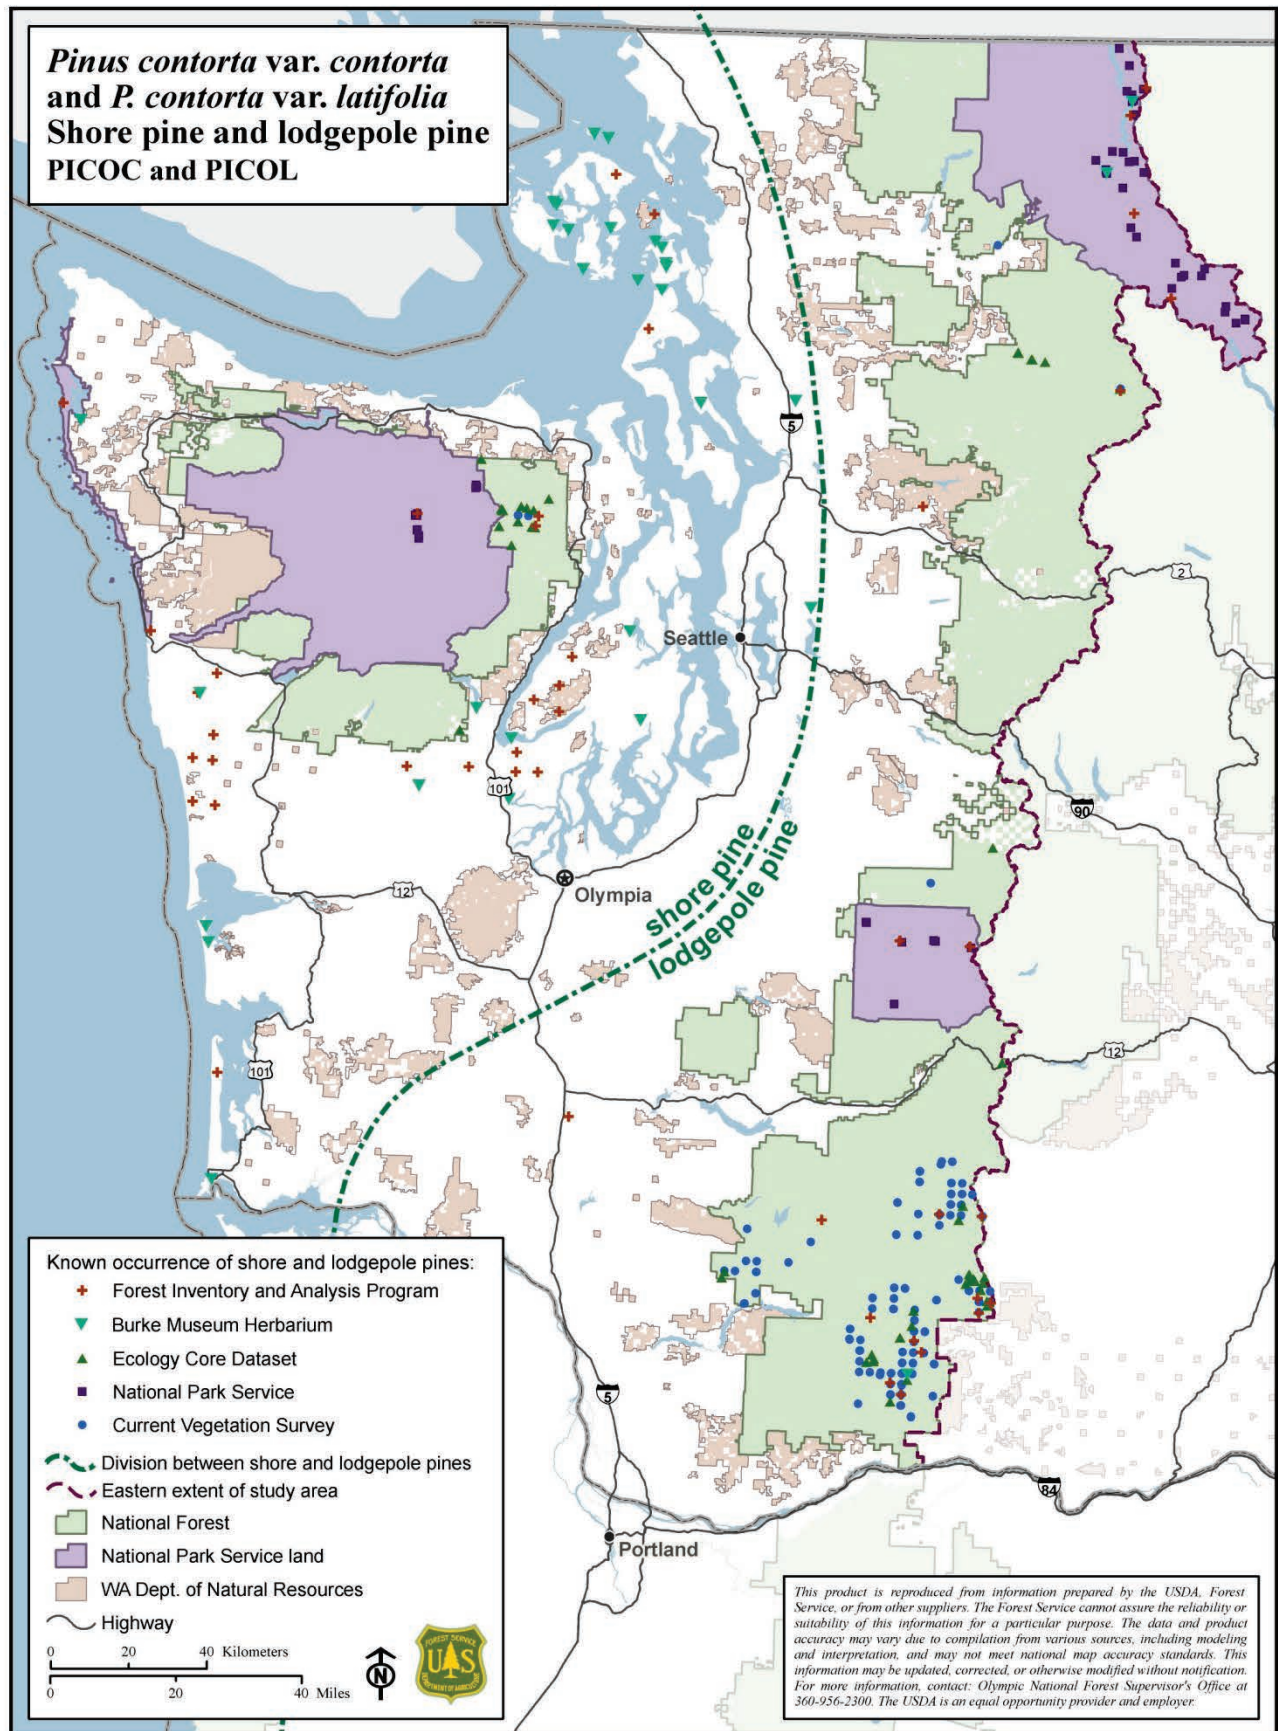 Pinus contorta var. contorta
and P. contorta var. latifolia
Shore pine and lodgepole pine
PICOC and PICOL
5
2
Seattle
101
90
shore pine
lodgepole pine
12
Olympia
12
101
5
84
Portland
Known occurrence of shore and lodgepole pines:
Forest Inventory and Analysis Program
Burke Museum Herbarium
Ecology Core Dataset
National Park Service
Current Vegetation Survey
Division between shore and lodgepole pines
Eastern extent of study area
National Forest
National Park Service land
WA Dept. of Natural Resources
Highway
0 20 40 Kilometers
0 20 40 Miles
N
FOREST SERVICE
U S
DEPARTMENT OF AGRICULTURE
This product is reproduced from information prepared by the USDA, Forest
Service, or from other suppliers. The Forest Service cannot assure the reliability or
suitability of this information for a particular purpose. The data and product
accuracy may vary due to compilation from various sources, including modeling
and interpretation, and may not meet national map accuracy standards. This
information may be updated, corrected, or otherwise modified without notification.
For more information, contact: Olympic National Forest Supervisor's Office at
360-956-2300. The USDA is an equal opportunity provider and employer.